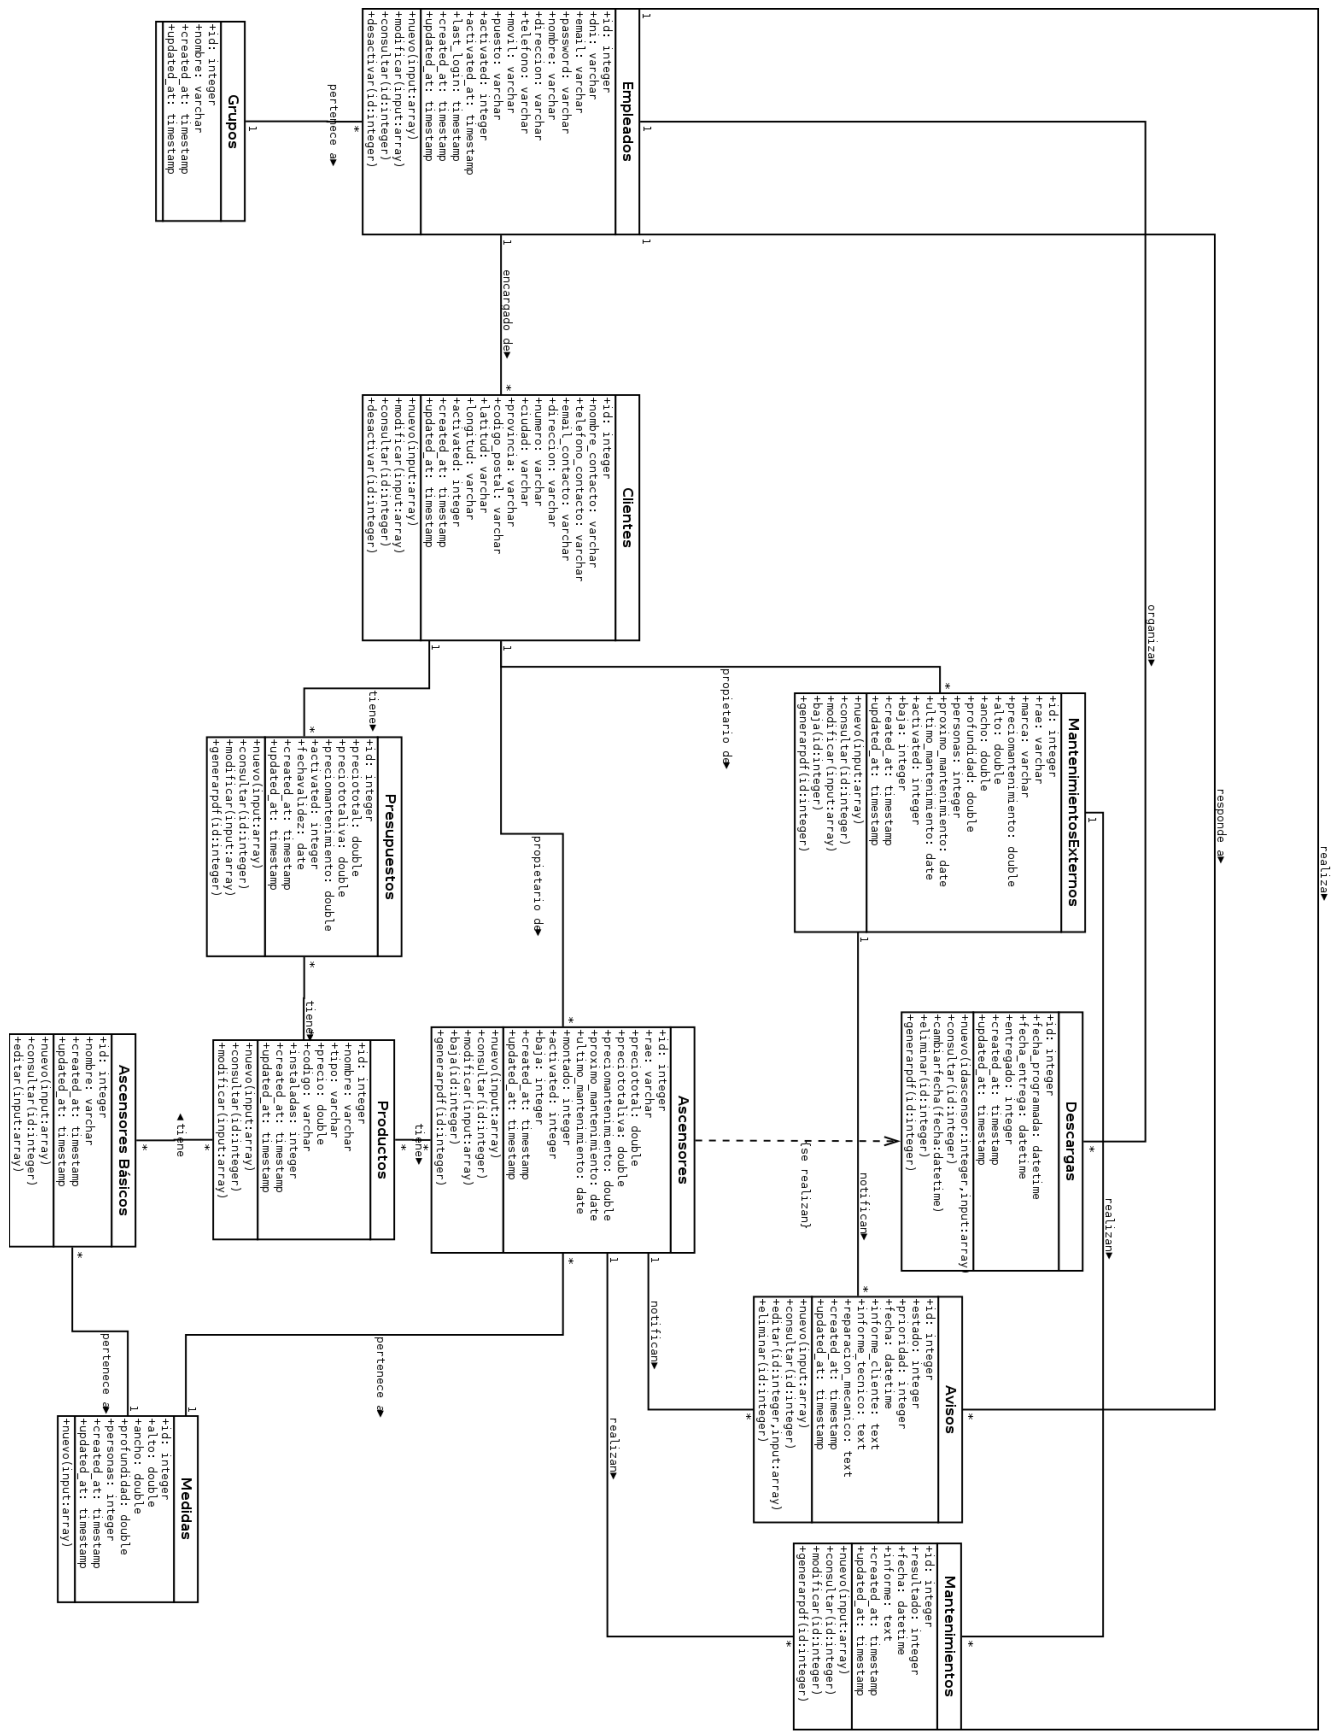 Empleados
+id: integer
+dni: varchar
+email: varchar
+password: varchar
+nombre: varchar
+direccion: varchar
+telefono: varchar
+movil: varchar
+puesto: varchar
+activated: integer
+activated_at: timestamp
+last_login: timestamp
+created_at: timestamp
+updated_at: timestamp
+nuevo(input:array)
+modificar(input:array)
+consultar(id:integer)
+desactivar(id:integer)
Grupos
+id: integer
+nombre: varchar
+created_at: timestamp
+updated_at: timestamp
1
pertenece a▶
*
1
1
1
1
encargado de▶
*
Clientes
+id: integer
+nombre_contacto: varchar
+telefono_contacto: varchar
+email_contacto: varchar
+direccion: varchar
+numero: varchar
+ciudad: varchar
+provincia: varchar
+codigo_postal: varchar
+latitud: varchar
+longitud: varchar
+activated: integer
+created_at: timestamp
+updated_at: timestamp
+nuevo(input:array)
+modificar(input:array)
+consultar(id:integer)
+desactivar(id:integer)
1
1
tiene▶
*
propietario de▶
*
propietario de▶
*
organiza▶
responde a▶
realiza▶
MantenimientosExternos
+id: integer
+rae: varchar
+marca: varchar
+preciomantenimiento: double
+alto: double
+ancho: double
+profundidad: double
+personas: integer
+proximo_mantenimiento: date
+ultimo_mantenimiento: date
+activated: integer
+baja: integer
+created_at: timestamp
+updated_at: timestamp
+nuevo(input:array)
+consultar(id:integer)
+modificar(input:array)
+baja(id:integer)
+generarpdf(id:integer)
1
1
Presupuestos
+id: integer
+preciototal: double
+preciototaliva: double
+preciomantenimiento: double
+activated: integer
+fechavalidez: date
+created_at: timestamp
+updated_at: timestamp
+nuevo(input:array)
+consultar(id:integer)
+modificar(input:array)
+generarpdf(id:integer)
*
tiene▶
*
Descargas
+id: integer
+fecha_programada: datetime
+fecha_entrega: datetime
+entregado: integer
+created_at: timestamp
+updated_at: timestamp
+nuevo(idascensor:integer,input:array)
+consultar(id:integer)
+cambiarfecha(fecha:datetime)
+eliminar(id:integer)
+generarpdf(id:integer)
*
realizan▶
notifican▶
*
{se realizan}
Ascensores
+id: integer
+rae: varchar
+preciototal: double
+preciototaliva: double
+preciomantenimiento: double
+proximo_mantenimiento: date
+ultimo_mantenimiento: date
+montado: integer
+activated: integer
+baja: integer
+created_at: timestamp
+updated_at: timestamp
+nuevo(input:array)
+consultar(id:integer)
+modificar(input:array)
+baja(id:integer)
+generarpdf(id:integer)
*
tiene▶
*
Productos
+id: integer
+nombre: varchar
+tipo: varchar
+precio: double
+codigo: varchar
+instaladas: integer
+created_at: timestamp
+updated_at: timestamp
+nuevo(input:array)
+consultar(id:integer)
+modificar(input:array)
*
◀tiene
*
Ascensores Básicos
+id: integer
+nombre: varchar
+created_at: timestamp
+updated_at: timestamp
+nuevo(input:array)
+consultar(id:integer)
+editar(input:array)
*
pertenece a▶
1
*
pertenece a▶
1
1
notifican▶
*
1
realizan▶
*
Avisos
+id: integer
+estado: integer
+prioridad: integer
+fecha: datetime
+informe_cliente: text
+informe_tecnico: text
+reparacion_mecanico: text
+created_at: timestamp
+updated_at: timestamp
+nuevo(input:array)
+consultar(id:integer)
+editar(id:integer,input:array)
+eliminar(id:integer)
*
Medidas
+id: integer
+alto: double
+ancho: double
+profundidad: double
+personas: integer
+created_at: timestamp
+updated_at: timestamp
+nuevo(input:array)
Mantenimientos
+id: integer
+resultado: integer
+fecha: datetime
+informe: text
+created_at: timestamp
+updated_at: timestamp
+nuevo(input:array)
+consultar(id:integer)
+modificar(id:integer)
+generarpdf(id:integer)
*